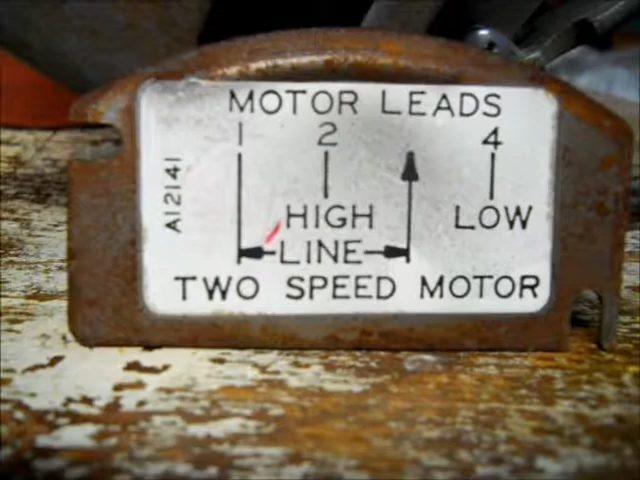 MOTOR LEADS
1 2 4
A12141
HIGH LOW
LINE
TWO SPEED MOTOR